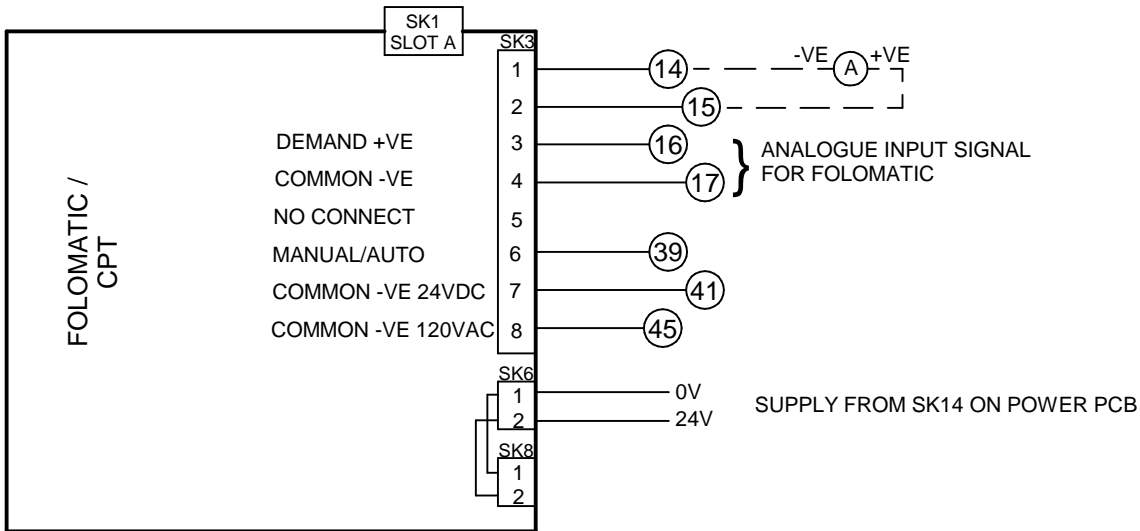 SK1
SLOT A
SK3
1 14 -VE A +VE
2 15
DEMAND +VE 3 16
COMMON -VE 4 17
ANALOGUE INPUT SIGNAL
FOR FOLOMATIC
NO CONNECT 5
MANUAL/AUTO 6 39
COMMON -VE 24VDC 7 41
COMMON -VE 120VAC 8 45
FOLOMATIC /
CPT
SK6
1 0V
2 24V
SUPPLY FROM SK14 ON POWER PCB
SK8
1
2